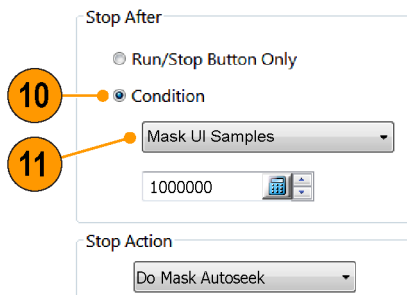 Stop After
Run/Stop Button Only
10
Condition
Mask UI Samples
11
1000000
Stop Action
Do Mask Autoseek